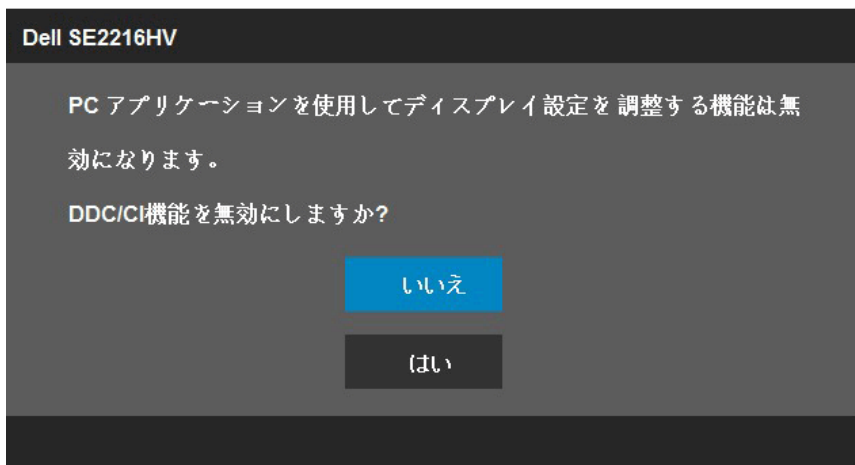 Dell SE2216HV
PC アプリケーションを使用してディスプレイ設定を調整する機能は無
効になります。
DDC/CI機能を無効にしますか?
いいえ
はい